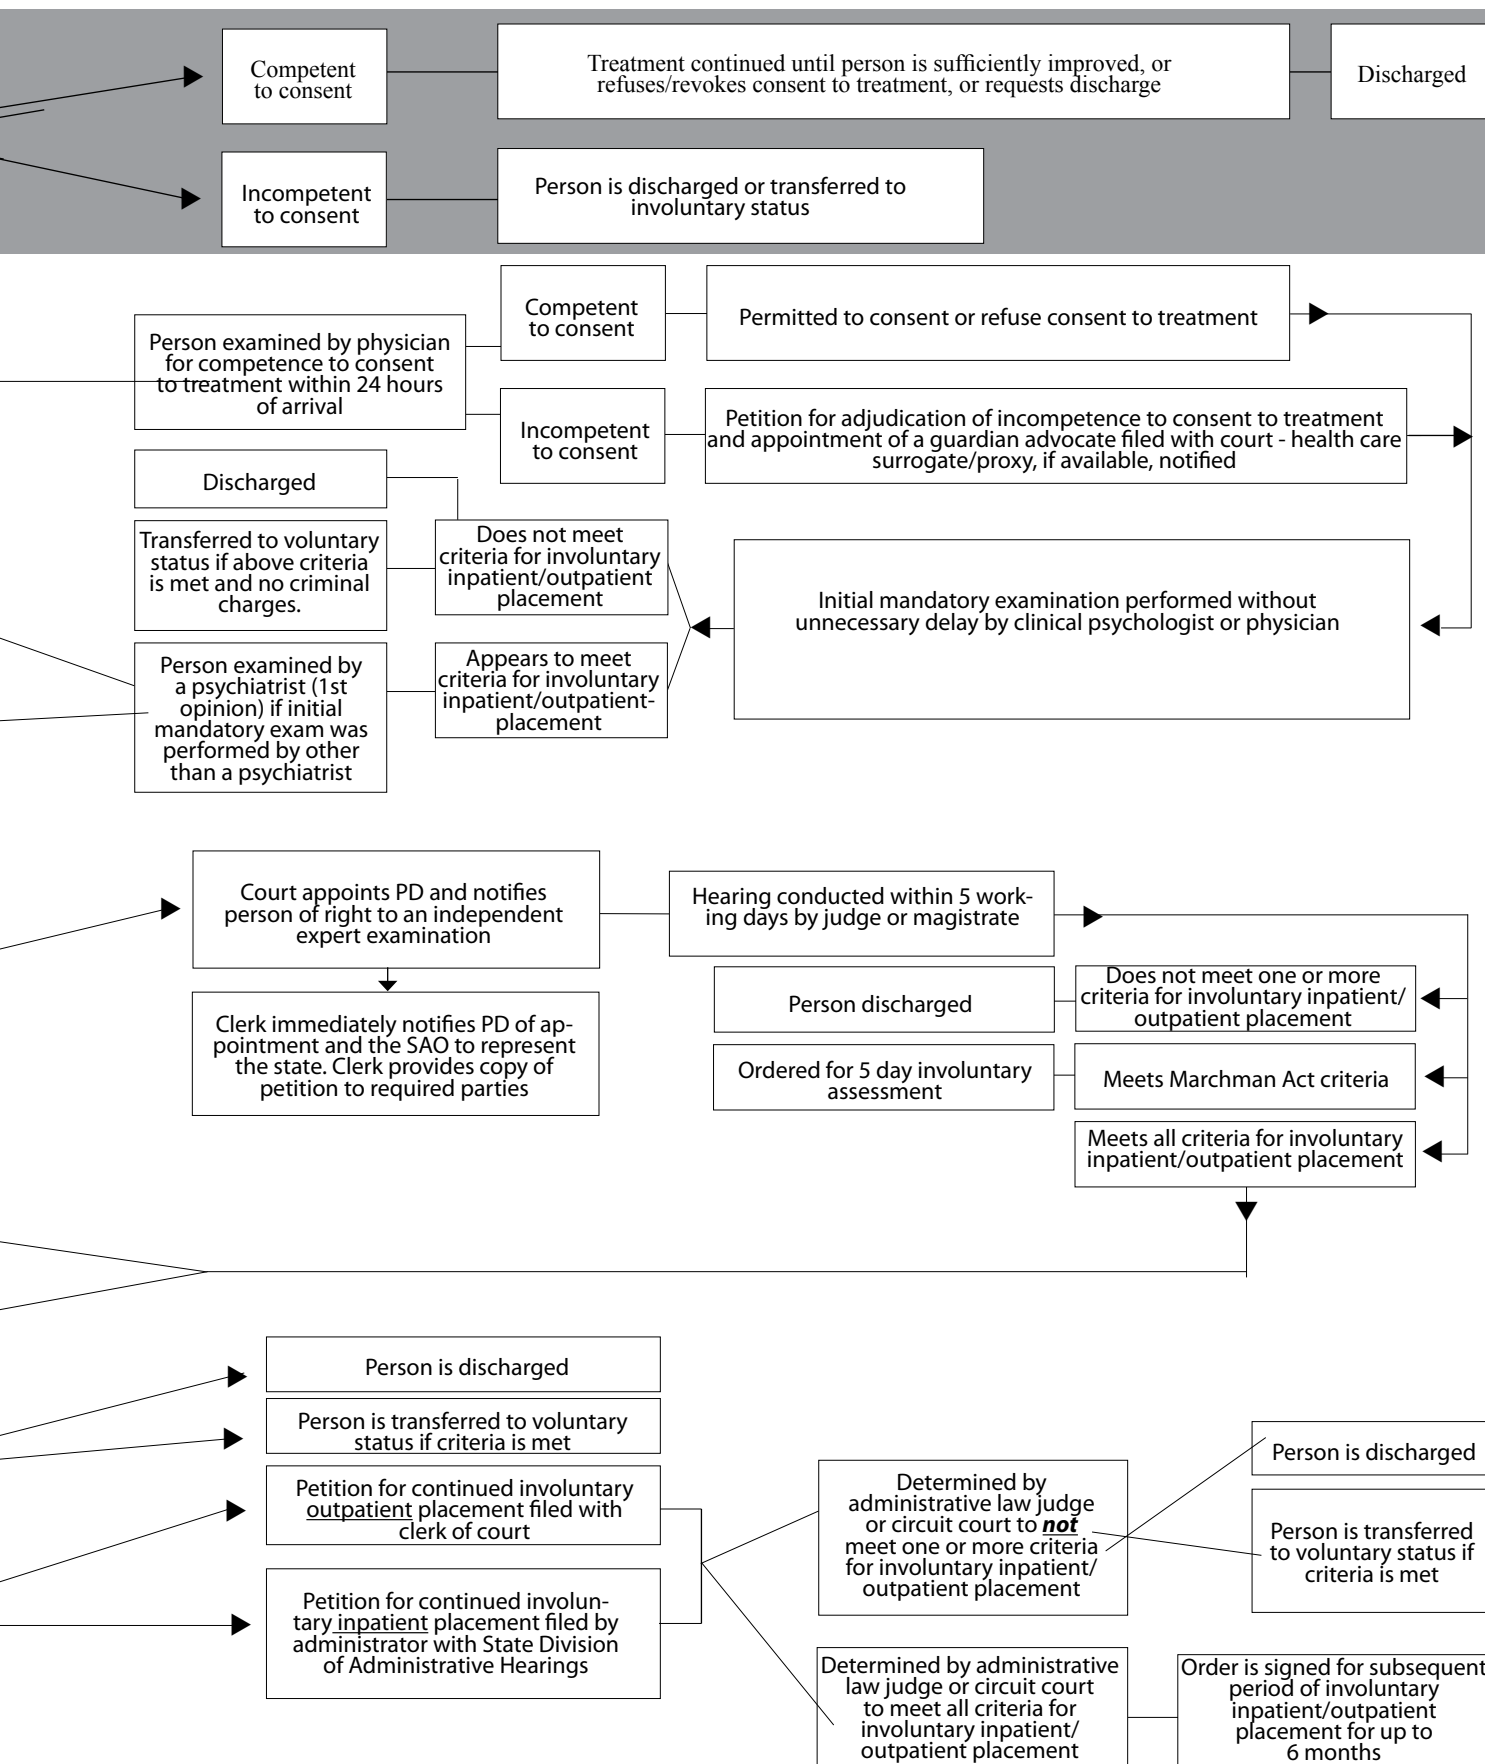 Competent
to consent
Treatment continued until person is sufficiently improved, or
refuses/revokes consent to treatment, or requests discharge
Discharged
Incompetent
to consent
Person is discharged or transferred to
involuntary status
Person examined by physician
for competence to consent
to treatment within 24 hours
of arrival
Competent
to consent
Permitted to consent or refuse consent to treatment
Incompetent
to consent
Petition for adjudication of incompetence to consent to treatment
and appointment of a guardian advocate filed with court - health care
surrogate/proxy, if available, notified
Discharged
Transferred to voluntary
status if above criteria
is met and no criminal
charges.
Does not meet
criteria for involuntary
inpatient/outpatient
placement
Initial mandatory examination performed without
unnecessary delay by clinical psychologist or physician
Person examined by
a psychiatrist (1st
opinion) if initial
mandatory exam was
performed by other
than a psychiatrist
Appears to meet
criteria for involuntary
inpatient/outpatient-
placement
Court appoints PD and notifies
person of right to an independent
expert examination
Hearing conducted within 5 work-
ing days by judge or magistrate
Clerk immediately notifies PD of ap-
pointment and the SAO to represent
the state. Clerk provides copy of
petition to required parties
Person discharged
Does not meet one or more
criteria for involuntary inpatient/
outpatient placement
Ordered for 5 day involuntary
assessment
Meets Marchman Act criteria
Meets all criteria for involuntary
inpatient/outpatient placement
Person is discharged
Person is transferred to voluntary
status if criteria is met
Petition for continued involuntary
outpatient placement filed with
clerk of court
Petition for continued involun-
tary inpatient placement filed by
administrator with State Division
of Administrative Hearings
Determined by
administrative law judge
or circuit court to not
meet one or more criteria
for involuntary inpatient/
outpatient placement
Person is discharged
Person is transferred
to voluntary status if
criteria is met
Determined by administrative
law judge or circuit court
to meet all criteria for
involuntary inpatient/
outpatient placement
Order is signed for subsequent
period of involuntary
inpatient/outpatient
placement for up to
6 months